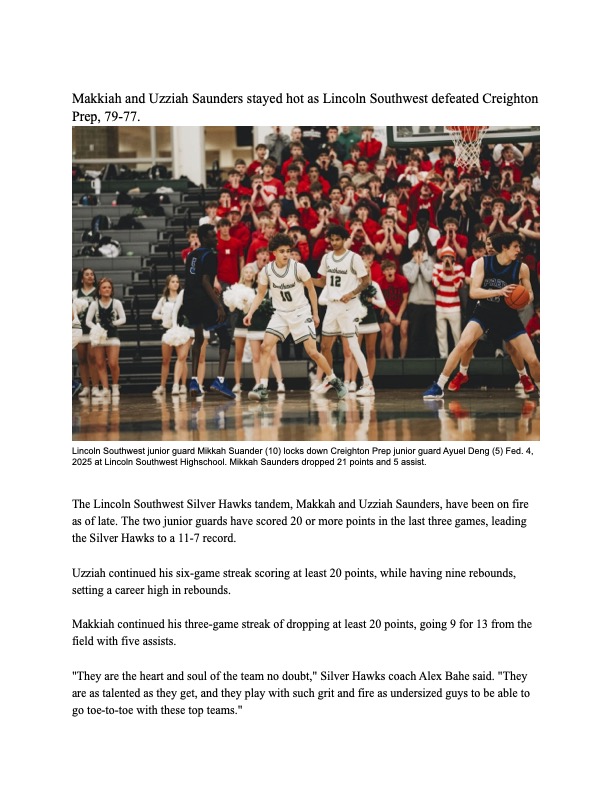 Makkiah and Uzziah Saunders stayed hot as Lincoln Southwest defeated Creighton
Prep, 79-77.
Southwest
10
Southwest
12
Lincoln Southwest junior guard Mikkah Suander (10) locks down Creighton Prep junior guard Ayuel Deng (5) Fed. 4,
2025 at Lincoln Southwest Highschool. Mikkah Saunders dropped 21 points and 5 assist.
The Lincoln Southwest Silver Hawks tandem, Makkah and Uzziah Saunders, have been on fire
as of late. The two junior guards have scored 20 or more points in the last three games, leading
the Silver Hawks to a 11-7 record.
Uzziah continued his six-game streak scoring at least 20 points, while having nine rebounds,
setting a career high in rebounds.
Makkiah continued his three-game streak of dropping at least 20 points, going 9 for 13 from the
field with five assists.
"They are the heart and soul of the team no doubt," Silver Hawks coach Alex Bahe said. "They
are as talented as they get, and they play with such grit and fire as undersized guys to be able to
go toe-to-toe with these top teams."